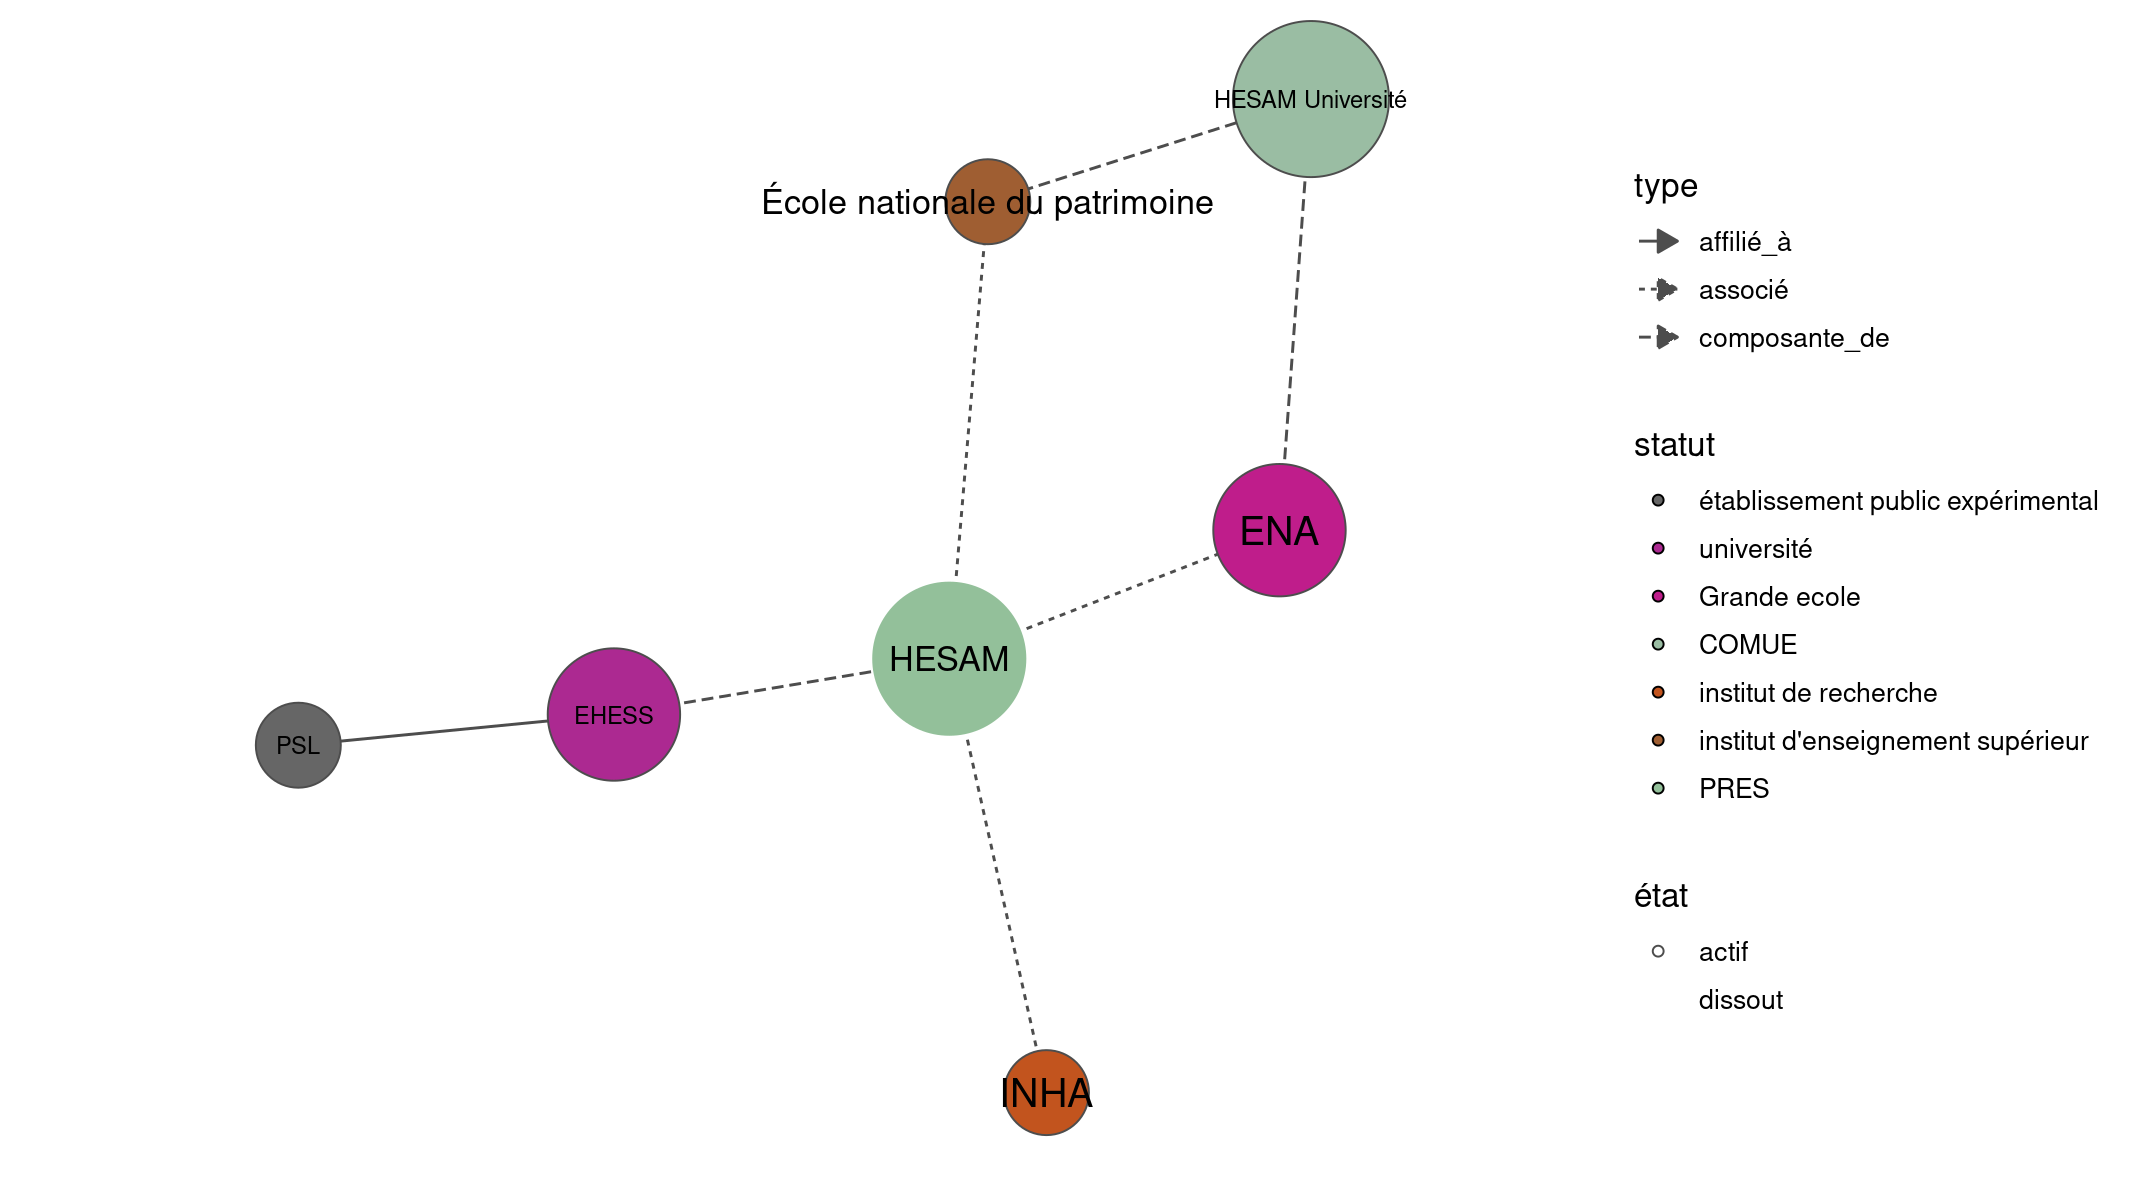 HESAM Université
École nationale du patrimoine
ENA
HESAM
EHESS
PSL
INHA
type
affilié_à
associé
composante_de
statut
établissement public expérimental
université
Grande ecole
COMUE
institut de recherche
institut d'enseignement supérieur
PRES
état
actif
dissout